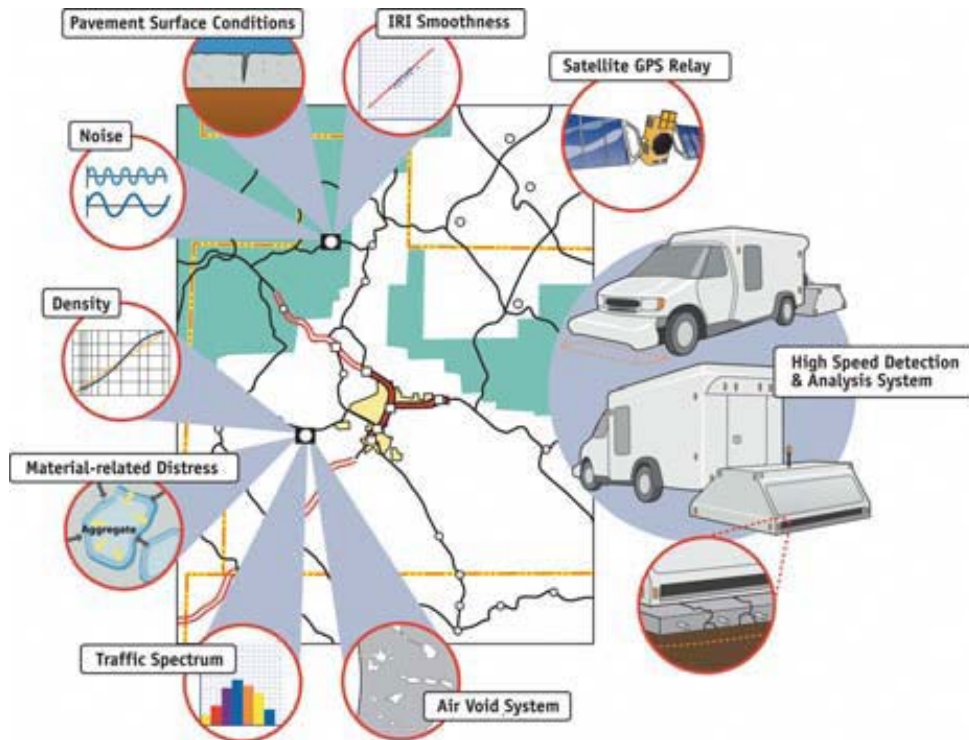 Pavement Surface Conditions
IRI Smoothness
Satellite GPS Relay
Noise
Density
High Speed Detection
& Analysis System
Material-related Distress
Aggregate
Traffic Spectrum
Air Void System